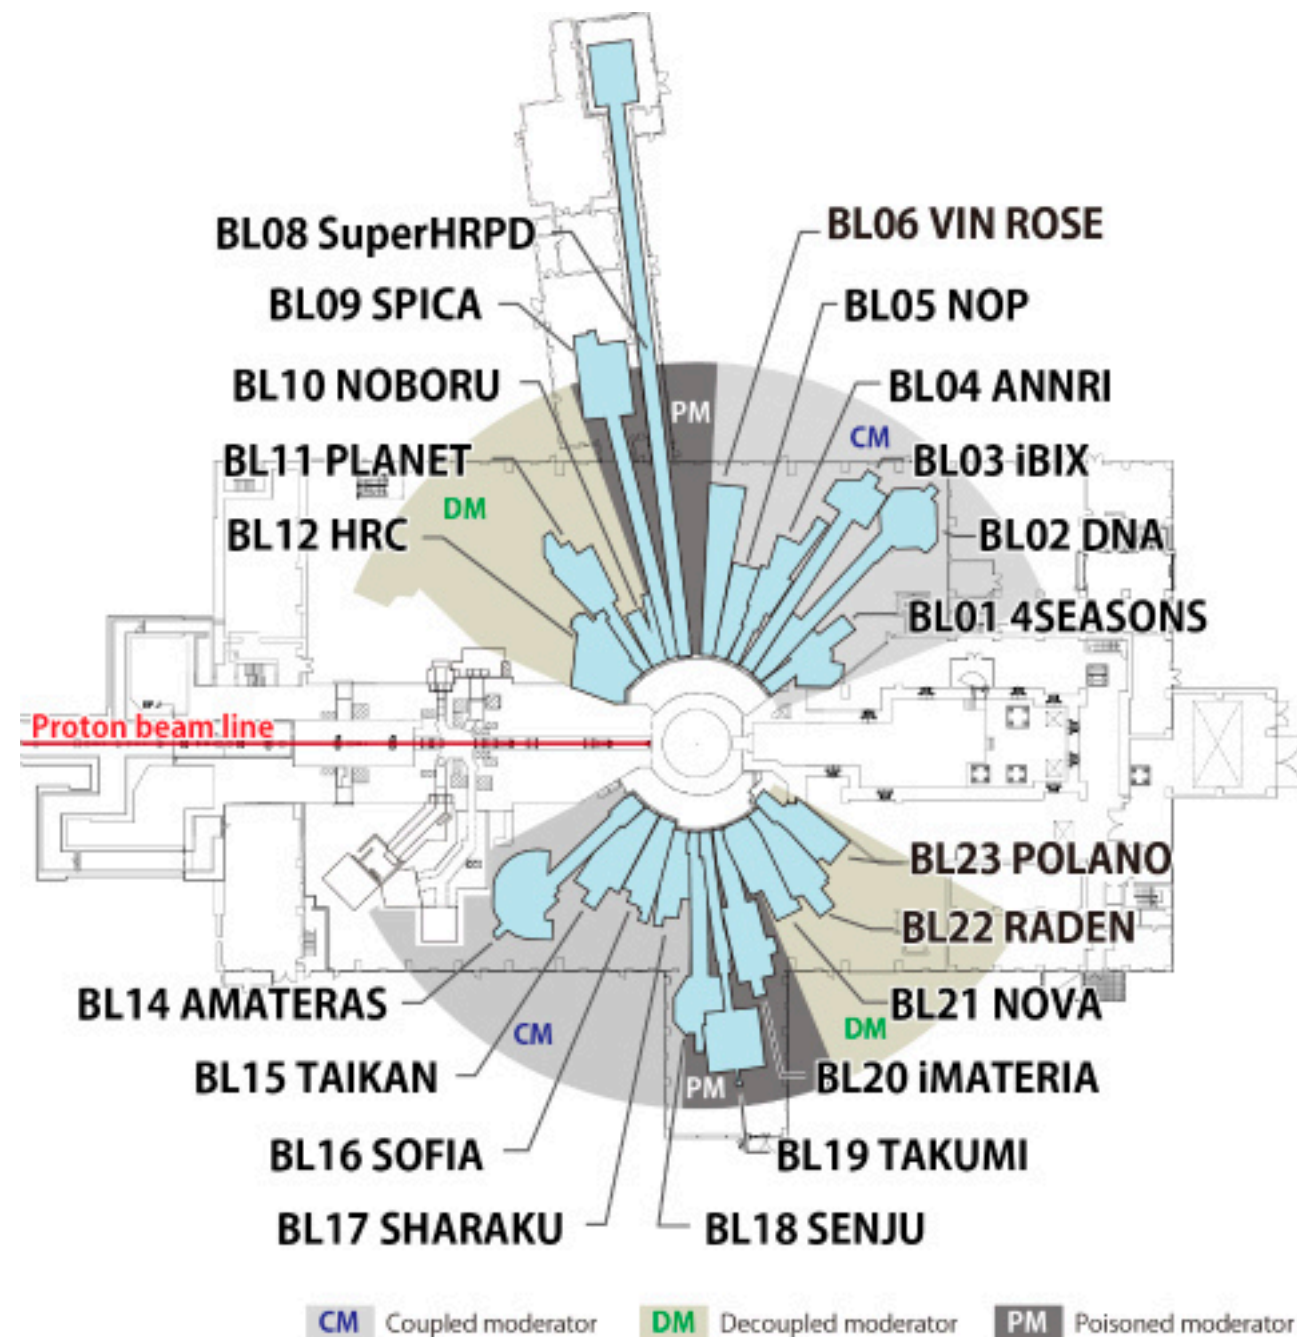 BL08 SuperHRPD
BL06 VIN ROSE
BL09 SPICA
BL05 NOP
BL10 NOBORU
PM
BL04 ANNRI
CM
BL11 PLANET
BL03 iBIX
DM
BL12 HRC
BL02 DNA
BL01 4SEASONS
Proton beam line
BL23 POLANO
BL22 RADEN
BL14 AMATERAS
BL21 NOVA
CM
DM
BL15 TAIKAN
PM
BL20 iMATERIA
BL16 SOFIA
BL19 TAKUMI
BL17 SHARAKU
BL18 SENJU
CM Coupled moderator
DM Decoupled moderator
PM Poisoned moderator